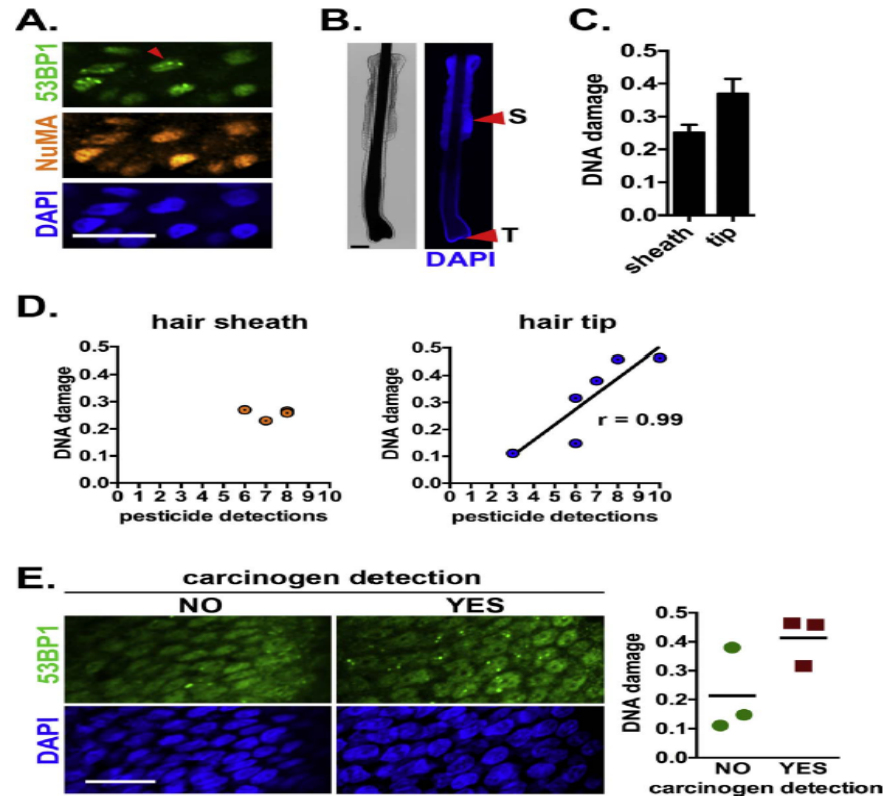 A.
53BP1
NuMA
DAPI
B.
S
T
DAPI
C.
DNA damage
0.5
0.4
0.3
0.2
0.1
0.0
sheath
tip
D.
hair sheath
DNA damage
0.5
0.4
0.3
0.2
0.1
0.0
0 1 2 3 4 5 6 7 8 9 10
pesticide detections
hair tip
DNA damage
0.5
0.4
0.3
0.2
0.1
0.0
r = 0.99
0 1 2 3 4 5 6 7 8 9 10
pesticide detections
E.
carcinogen detection
NO YES
53BP1
DAPI
DNA damage
0.5
0.4
0.3
0.2
0.1
0.0
NO YES
carcinogen detection